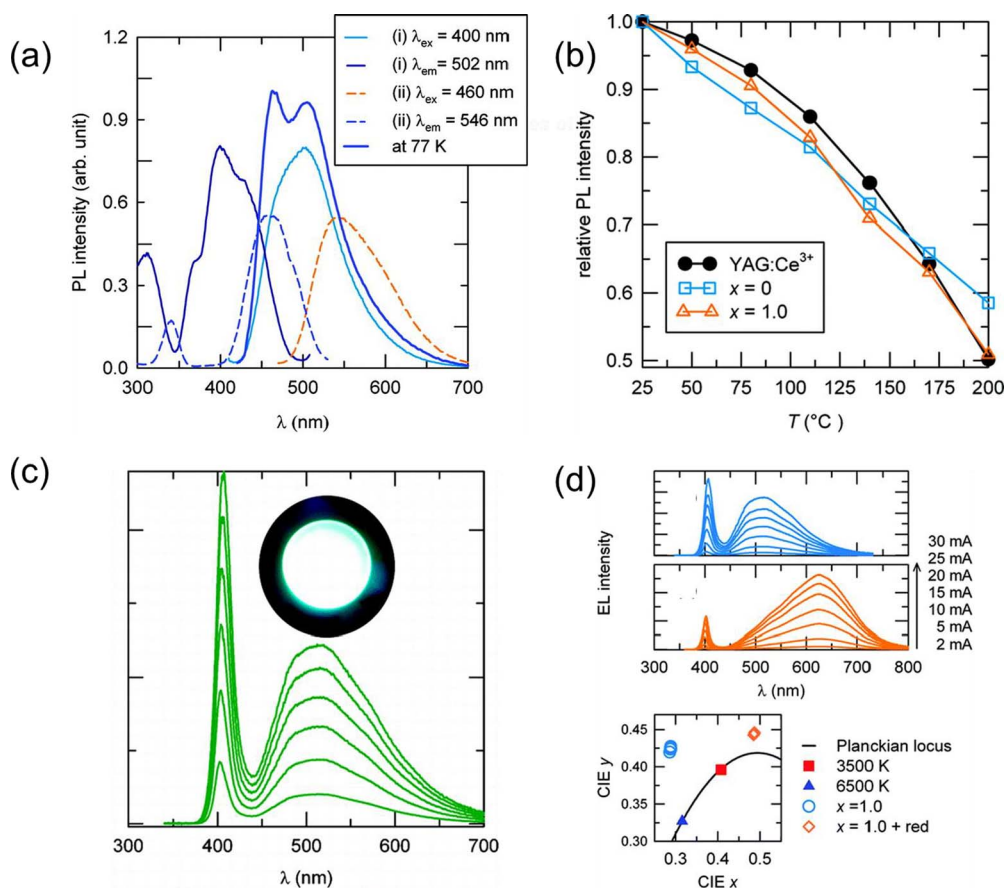 (a)
PL intensity (arb. unit)
1.2
0.9
0.6
0.3
0.0
300 400 500 600 700
λ (nm)
(i) λex = 400 nm
(i) λem = 502 nm
(ii) λex = 460 nm
(ii) λem = 546 nm
at 77 K
(b)
relative PL intensity
1.0
0.9
0.8
0.7
0.6
0.5
25 50 75 100 125 150 175 200
T (°C )
YAG:Ce³⁺
x = 0
x = 1.0
(c)
300 400 500 600 700
λ (nm)
(d)
EL intensity
30 mA
25 mA
20 mA
15 mA
10 mA
5 mA
2 mA
300 400 500 600 700 800
λ (nm)
CIE y
0.45
0.40
0.35
0.30
0.3 0.4 0.5
CIE x
Planckian locus
3500 K
6500 K
x =1.0
x = 1.0 + red